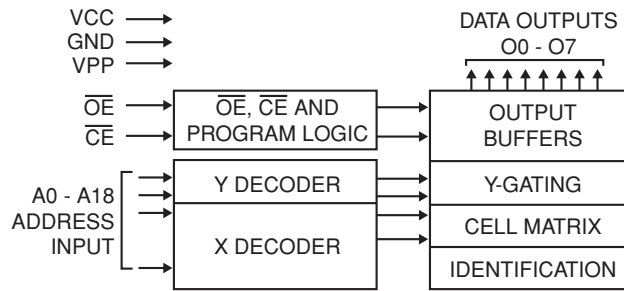 VCC
GND
VPP
DATA OUTPUTS
O0 - O7
OE
CE
OE, CE AND
PROGRAM LOGIC
OUTPUT
BUFFERS
A0 - A18
ADDRESS
INPUT
Y DECODER
X DECODER
Y-GATING
CELL MATRIX
IDENTIFICATION